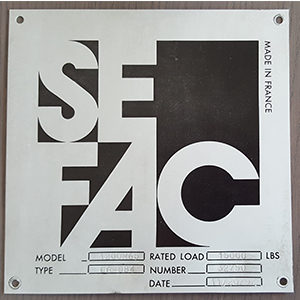 SE
FAC
MADE IN FRANCE
MODEL RATED LOAD LBS
TYPE NUMBER
DATE